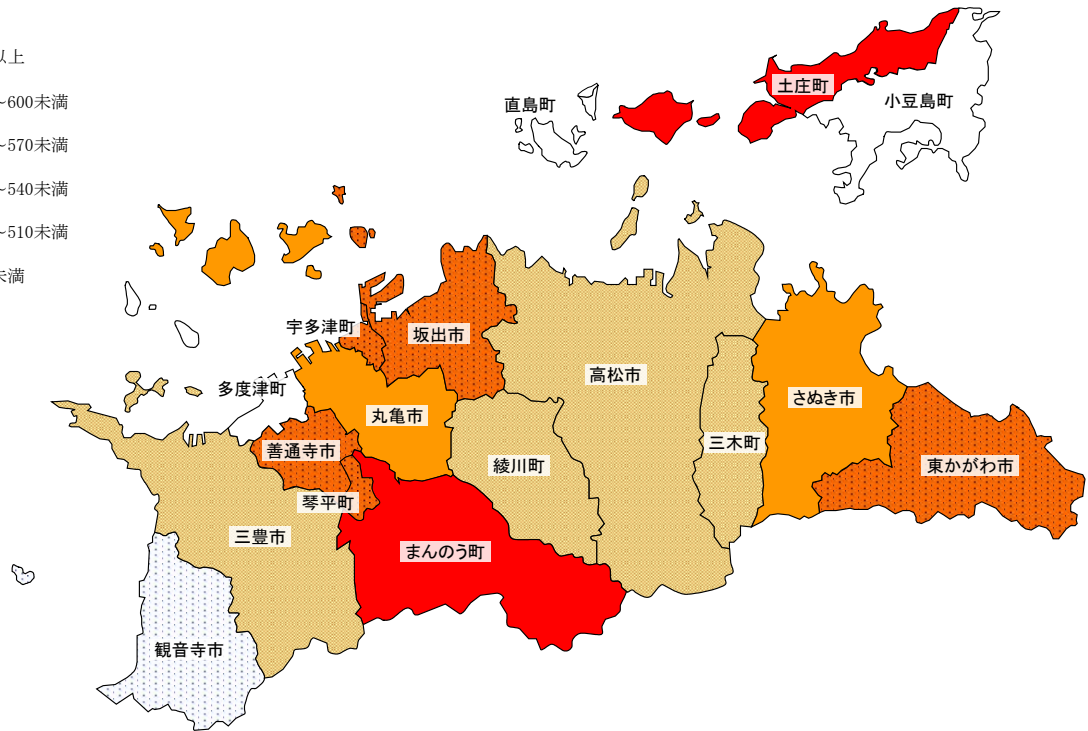 以上
~600未満
~570未満
~540未満
~510未満
未満
土庄町
直島町
小豆島町
宇多津町
坂出市
高松市
多度津町
丸亀市
さぬき市
善通寺市
綾川町
三木町
東かがわ市
琴平町
三豊市
まんのう町
観音寺市